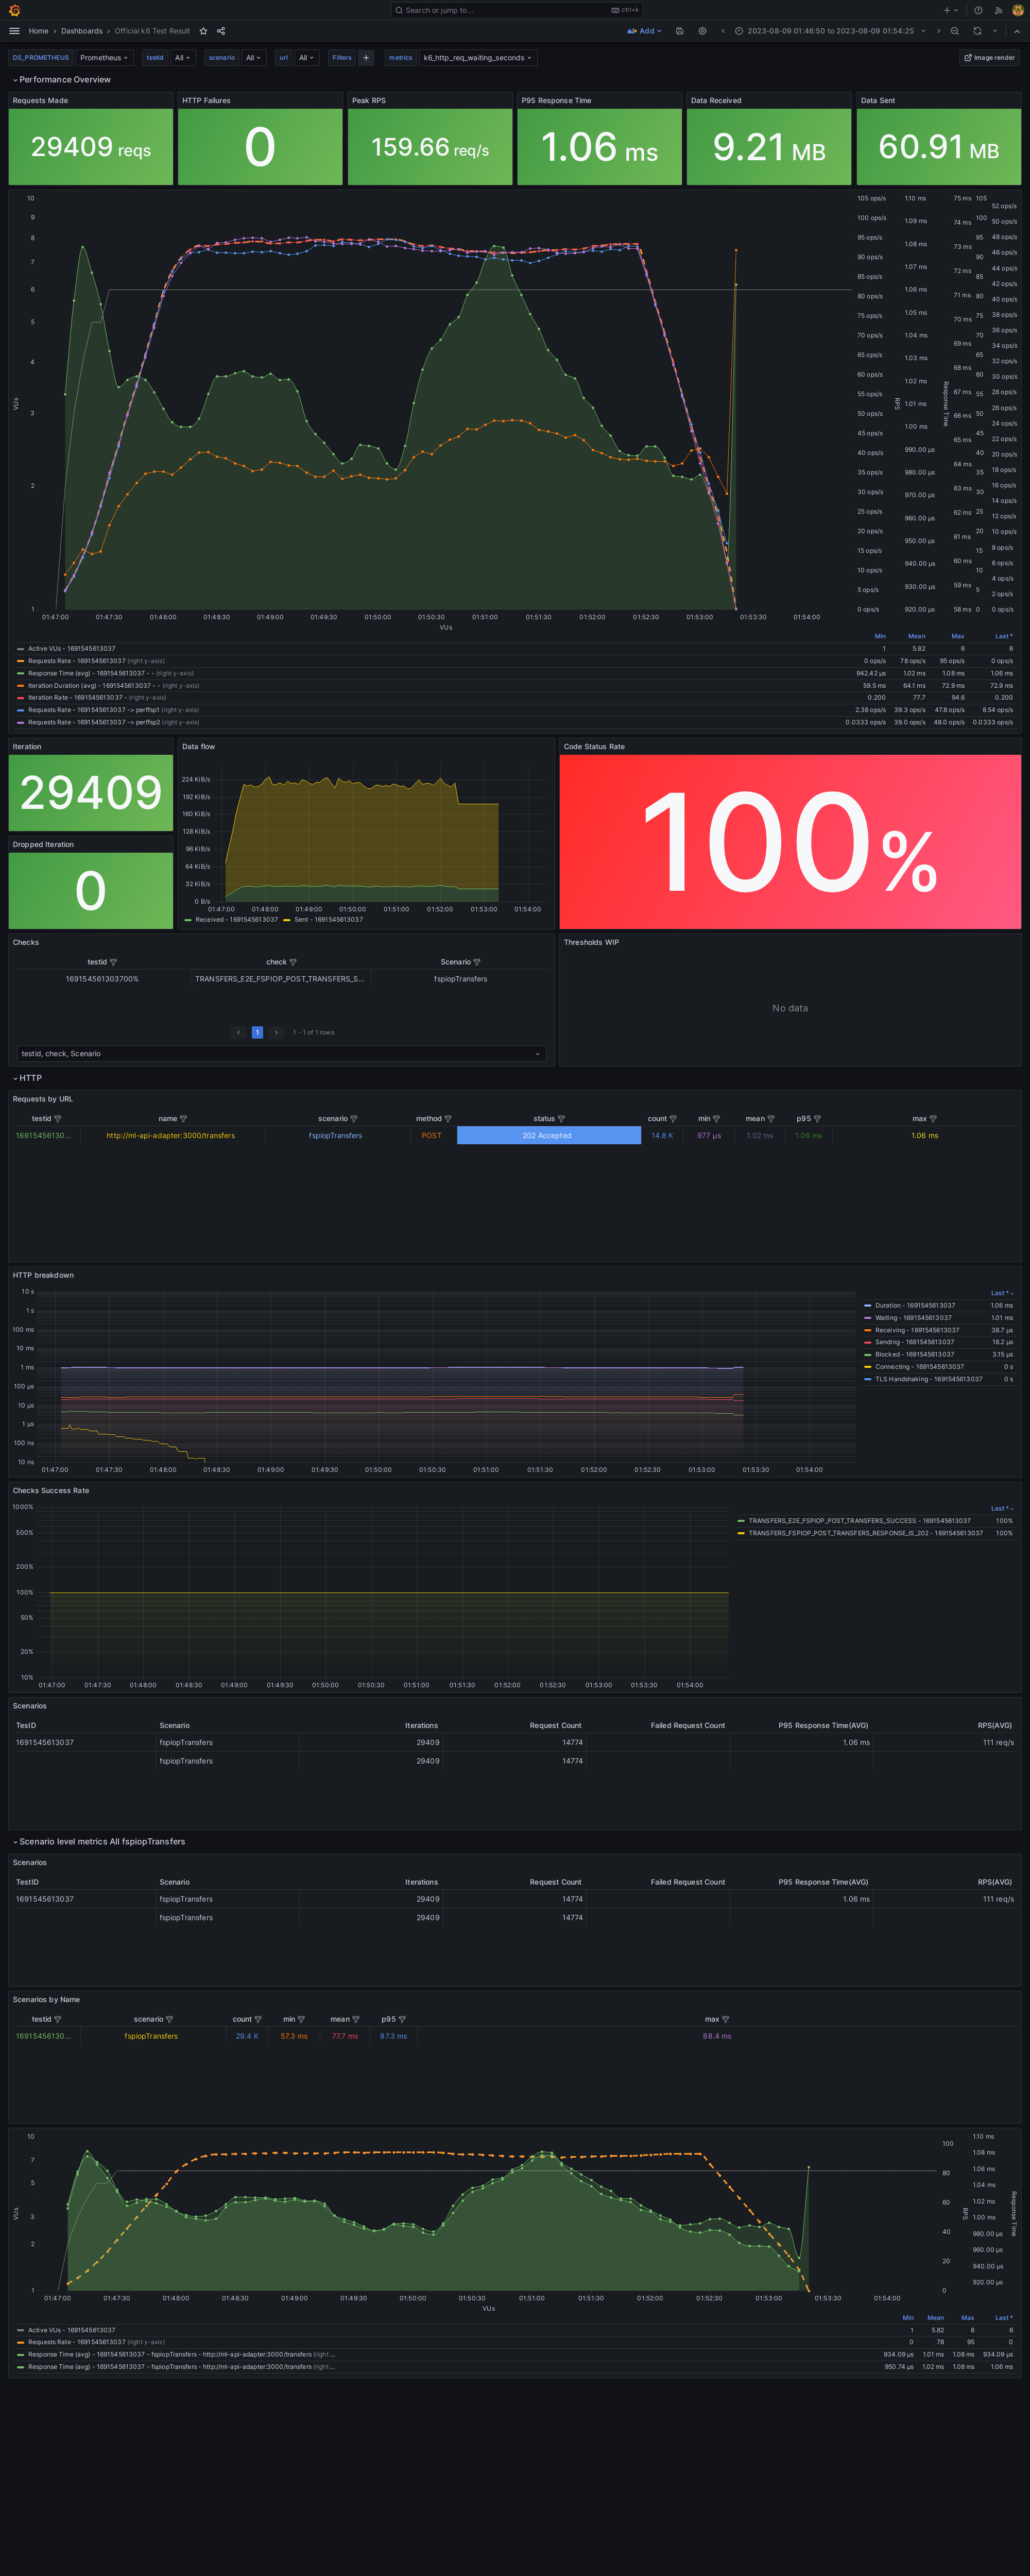 Search or jump to... ctrl+k
Home > Dashboards > Official k6 Test Result Add 2023-08-09 01:46:50 to 2023-08-09 01:54:25
DS_PROMETHEUS Prometheus testid All scenario All url All Filters + metrics k6_http_req_waiting_seconds Image render
Performance Overview
Requests Made HTTP Failures Peak RPS P95 Response Time Data Received Data Sent
29409 reqs 0 159.66 req/s 1.06 ms 9.21 MB 60.91 MB
10 105 ops/s 1.10 ms 75 ms 105
52 ops/s
9 100 ops/s 1.09 ms 74 ms 100 50 ops/s
8 95 ops/s 1.08 ms 73 ms 95 48 ops/s
90 ops/s 72 ms 90 46 ops/s
7 85 ops/s 1.07 ms 85 44 ops/s
42 ops/s
6 80 ops/s 1.06 ms 71 ms 80 40 ops/s
75 ops/s 1.05 ms 70 ms 75 38 ops/s
5 70 ops/s 1.04 ms 69 ms 70 36 ops/s
34 ops/s
65 ops/s 1.03 ms 68 ms 65 32 ops/s
4 60 ops/s 1.02 ms 60 30 ops/s
55 ops/s 67 ms 55 28 ops/s
VUs RPS Response Time
3 50 ops/s 1.01 ms 66 ms 50 26 ops/s
24 ops/s
45 ops/s 1.00 ms 65 ms 45 22 ops/s
40 ops/s 990.00 µs 64 ms 40 20 ops/s
35 ops/s 980.00 µs 35 18 ops/s
2 30 ops/s 970.00 µs 63 ms 30 16 ops/s
14 ops/s
25 ops/s 960.00 µs 62 ms 25 12 ops/s
20 ops/s 950.00 µs 61 ms 20 10 ops/s
15 ops/s 940.00 µs 60 ms 15 8 ops/s
10 ops/s 10 6 ops/s
5 ops/s 930.00 µs 59 ms 5 4 ops/s
2 ops/s
1 0 ops/s 920.00 µs 58 ms 0 0 ops/s
01:47:00 01:47:30 01:48:00 01:48:30 01:49:00 01:49:30 01:50:00 01:50:30 01:51:00 01:51:30 01:52:00 01:52:30 01:53:00 01:53:30 01:54:00
VUs
Min Mean Max Last *
Active VUs - 1691545613037 1 5.82 6 6
Requests Rate - 1691545613037 (right y-axis) 0 ops/s 78 ops/s 95 ops/s 0 ops/s
Response Time (avg) - 1691545613037 - - (right y-axis) 942.42 µs 1.02 ms 1.08 ms 1.06 ms
Iteration Duration (avg) - 1691545613037 - (right y-axis) 59.5 ms 64.1 ms 72.9 ms 72.9 ms
Iteration Rate - 1691545613037 - (right y-axis) 0.200 77.7 94.6 0.200
Requests Rate - 1691545613037 -> perffsp1 (right y-axis) 2.38 ops/s 39.3 ops/s 47.8 ops/s 8.54 ops/s
Requests Rate - 1691545613037 -> perffsp2 (right y-axis) 0.0333 ops/s 39.0 ops/s 48.0 ops/s 0.0333 ops/s
Iteration Data flow Code Status Rate
29409
224 KiB/s
192 KiB/s
160 KiB/s
128 KiB/s
100%
Dropped Iteration
96 KiB/s
64 KiB/s
0
32 KiB/s
0 B/s
01:47:00 01:48:00 01:49:00 01:50:00 01:51:00 01:52:00 01:53:00 01:54:00
Received - 1691545613037 Sent - 1691545613037
Checks Thresholds WIP
testid check Scenario
169154561303700% TRANSFERS_E2E_FSPIOP_POST_TRANSFERS_S... fspiopTransfers
No data
1 1 - 1 of 1 rows
testid, check, Scenario
HTTP
Requests by URL
testid name scenario method status count min mean p95 max
16915456130... http://ml-api-adapter:3000/transfers fspiopTransfers POST 202 Accepted 14.8 K 977 µs 1.02 ms 1.06 ms 1.06 ms
HTTP breakdown
Last *
10 s
1 s
100 ms
10 ms
1 ms
100 µs
10 µs
1 µs
100 ns
10 ns
Duration - 1691545613037 1.06 ms
Waiting - 1691545613037 1.01 ms
Receiving - 1691545613037 38.7 µs
Sending - 1691545613037 18.2 µs
Blocked - 1691545613037 3.15 µs
Connecting - 1691545613037 0 s
TLS Handshaking - 1691545613037 0 s
01:47:00 01:47:30 01:48:00 01:48:30 01:49:00 01:49:30 01:50:00 01:50:30 01:51:00 01:51:30 01:52:00 01:52:30 01:53:00 01:53:30 01:54:00
Checks Success Rate
Last *
1000%
500%
200%
100%
50%
20%
10%
TRANSFERS_E2E_FSPIOP_POST_TRANSFERS_SUCCESS - 1691545613037 100%
TRANSFERS_FSPIOP_POST_TRANSFERS_RESPONSE_IS_202 - 1691545613037 100%
01:47:00 01:47:30 01:48:00 01:48:30 01:49:00 01:49:30 01:50:00 01:50:30 01:51:00 01:51:30 01:52:00 01:52:30 01:53:00 01:53:30 01:54:00
Scenarios
TesID Scenario Iterations Request Count Failed Request Count P95 Response Time(AVG) RPS(AVG)
1691545613037 fspiopTransfers 29409 14774 1.06 ms 111 req/s
fspiopTransfers 29409 14774
Scenario level metrics All fspiopTransfers
Scenarios
TestID Scenario Iterations Request Count Failed Request Count P95 Response Time(AVG) RPS(AVG)
1691545613037 fspiopTransfers 29409 14774 1.06 ms 111 req/s
fspiopTransfers 29409 14774
Scenarios by Name
testid scenario count min mean p95 max
16915456130... fspiopTransfers 29.4 K 57.3 ms 77.7 ms 87.3 ms 88.4 ms
10 1.10 ms
100
7 1.08 ms
5 80 1.06 ms
1.04 ms
3 60 1.02 ms
VUs RPS Response Time
1.00 ms
2 40 980.00 µs
960.00 µs
20 940.00 µs
920.00 µs
1 0
01:47:00 01:47:30 01:48:00 01:48:30 01:49:00 01:49:30 01:50:00 01:50:30 01:51:00 01:51:30 01:52:00 01:52:30 01:53:00 01:53:30 01:54:00
VUs
Min Mean Max Last *
Active VUs - 1691545613037 1 5.82 6 6
Requests Rate - 1691545613037 (right y-axis) 0 78 95 0
Response Time (avg) - 1691545613037 - fspiopTransfers - http://ml-api-adapter:3000/transfers (right ... 934.09 µs 1.01 ms 1.08 ms 934.09 µs
Response Time (avg) - 1691545613037 - fspiopTransfers - http://ml-api-adapter:3000/transfers (right ... 950.74 µs 1.02 ms 1.08 ms 1.06 ms